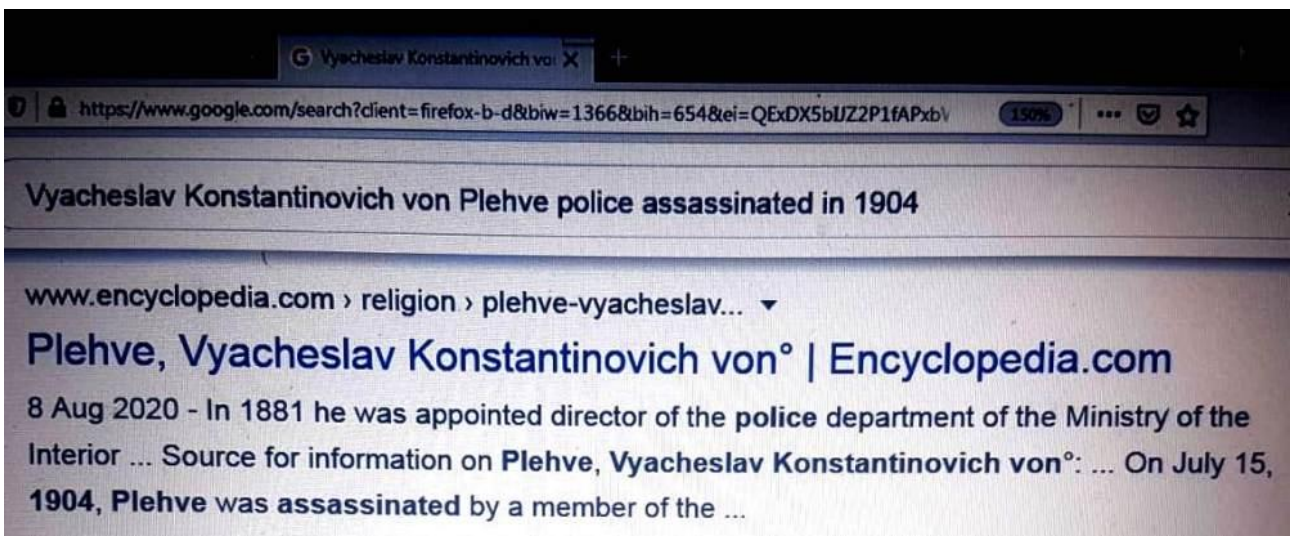 G Vyacheslav Konstantinovich voi X +
https://www.google.com/search?client=firefox-b-d&biw=1366&bih=654&ei= 150% ...
Vyacheslav Konstantinovich von Plehve police assassinated in 1904
www.encyclopedia.com › religion › plehve-vyacheslav...
Plehve, Vyacheslav Konstantinovich von° | Encyclopedia.com
8 Aug 2020 - In 1881 he was appointed director of the police department of the Ministry of the
Interior ... Source for information on Plehve, Vyacheslav Konstantinovich von°: ... On July 15,
1904, Plehve was assassinated by a member of the ...